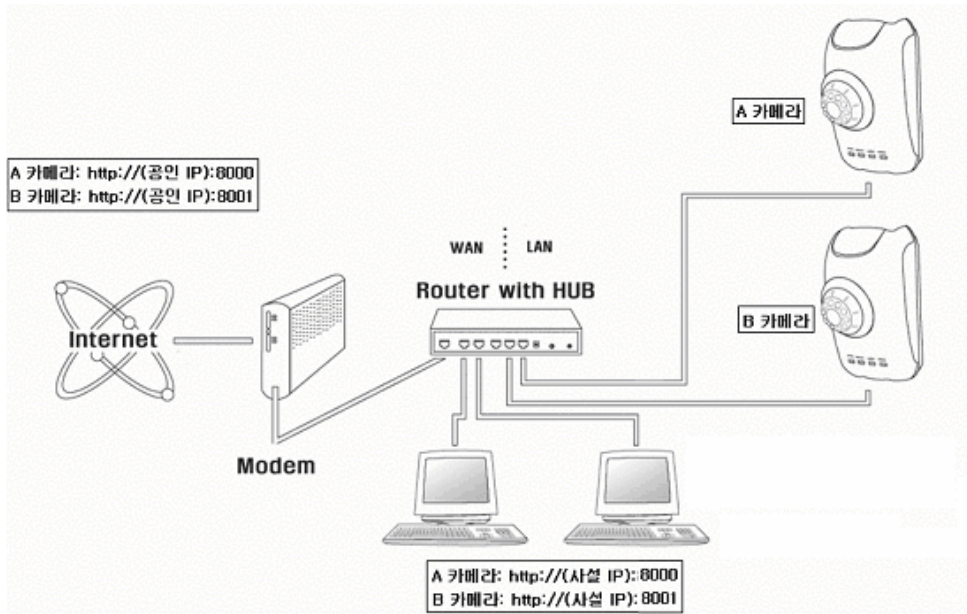 A 카메라
A 카메라: http://(공인 IP):8000
B 카메라: http://(공인 IP):8001
WAN
LAN
Router with HUB
B 카메라
Internet
Modem
A 카메라: http://(사설 IP):8000
B 카메라: http://(사설 IP):8001